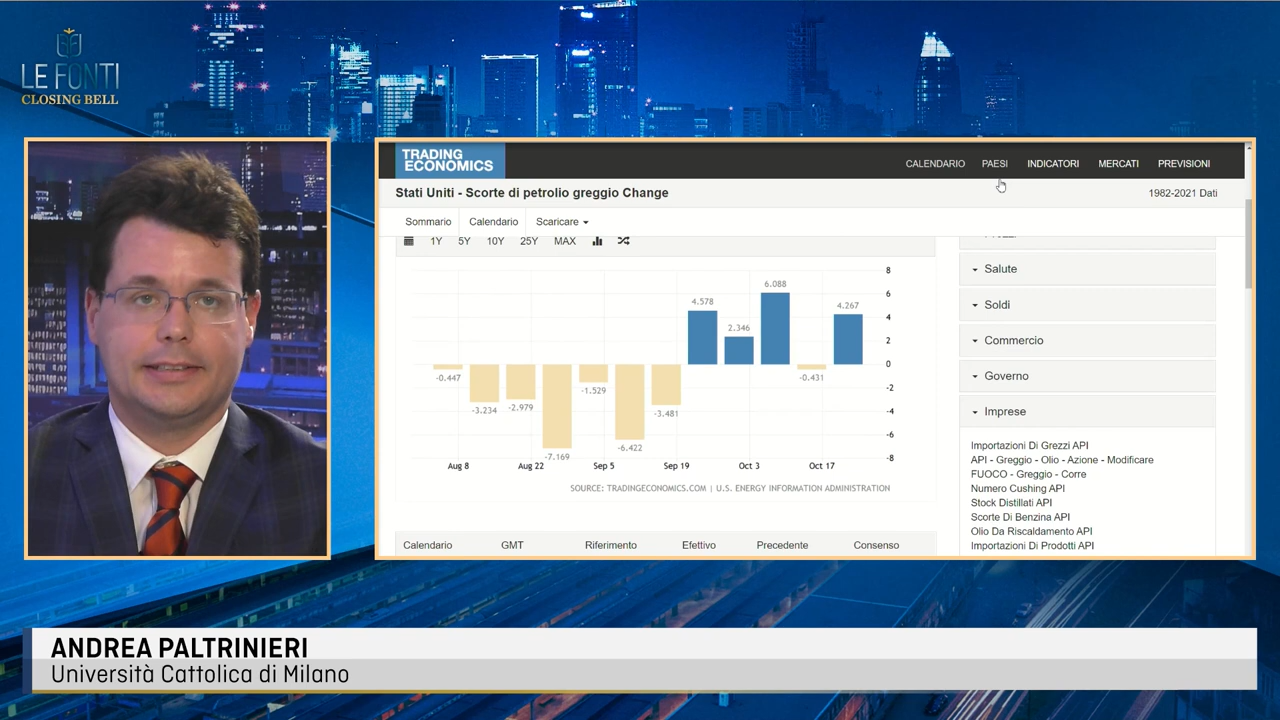 LE FONTI
CLOSING BELL
TRADING
ECONOMICS
CALENDARIO PAESI INDICATORI MERCATI PREVISIONI
Stati Uniti - Scorte di petrolio greggio Change
1982-2021 Dati
Sommario Calendario Scaricare
1Y 5Y 10Y 25Y MAX
8
6
4
2
0
-2
-4
-6
-8
-0.447
-3.234
-2.979
-7.169
-1.529
-6.422
-3.481
4.578
2.346
6.088
-0.431
4.267
Aug 8 Aug 22 Sep 5 Sep 19 Oct 3 Oct 17
SOURCE: TRADINGECONOMICS.COM | U.S. ENERGY INFORMATION ADMINISTRATION
Calendario GMT Riferimento Efettivo Precedente Consenso
Salute
Soldi
Commercio
Governo
Imprese
Importazioni Di Grezzi API
API - Greggio - Olio - Azione - Modificare
FUOCO - Greggio - Corre
Numero Cushing API
Stock Distillati API
Scorte Di Benzina API
Olio Da Riscaldamento API
Importazioni Di Prodotti API
ANDREA PALTRINIERI
Università Cattolica di Milano